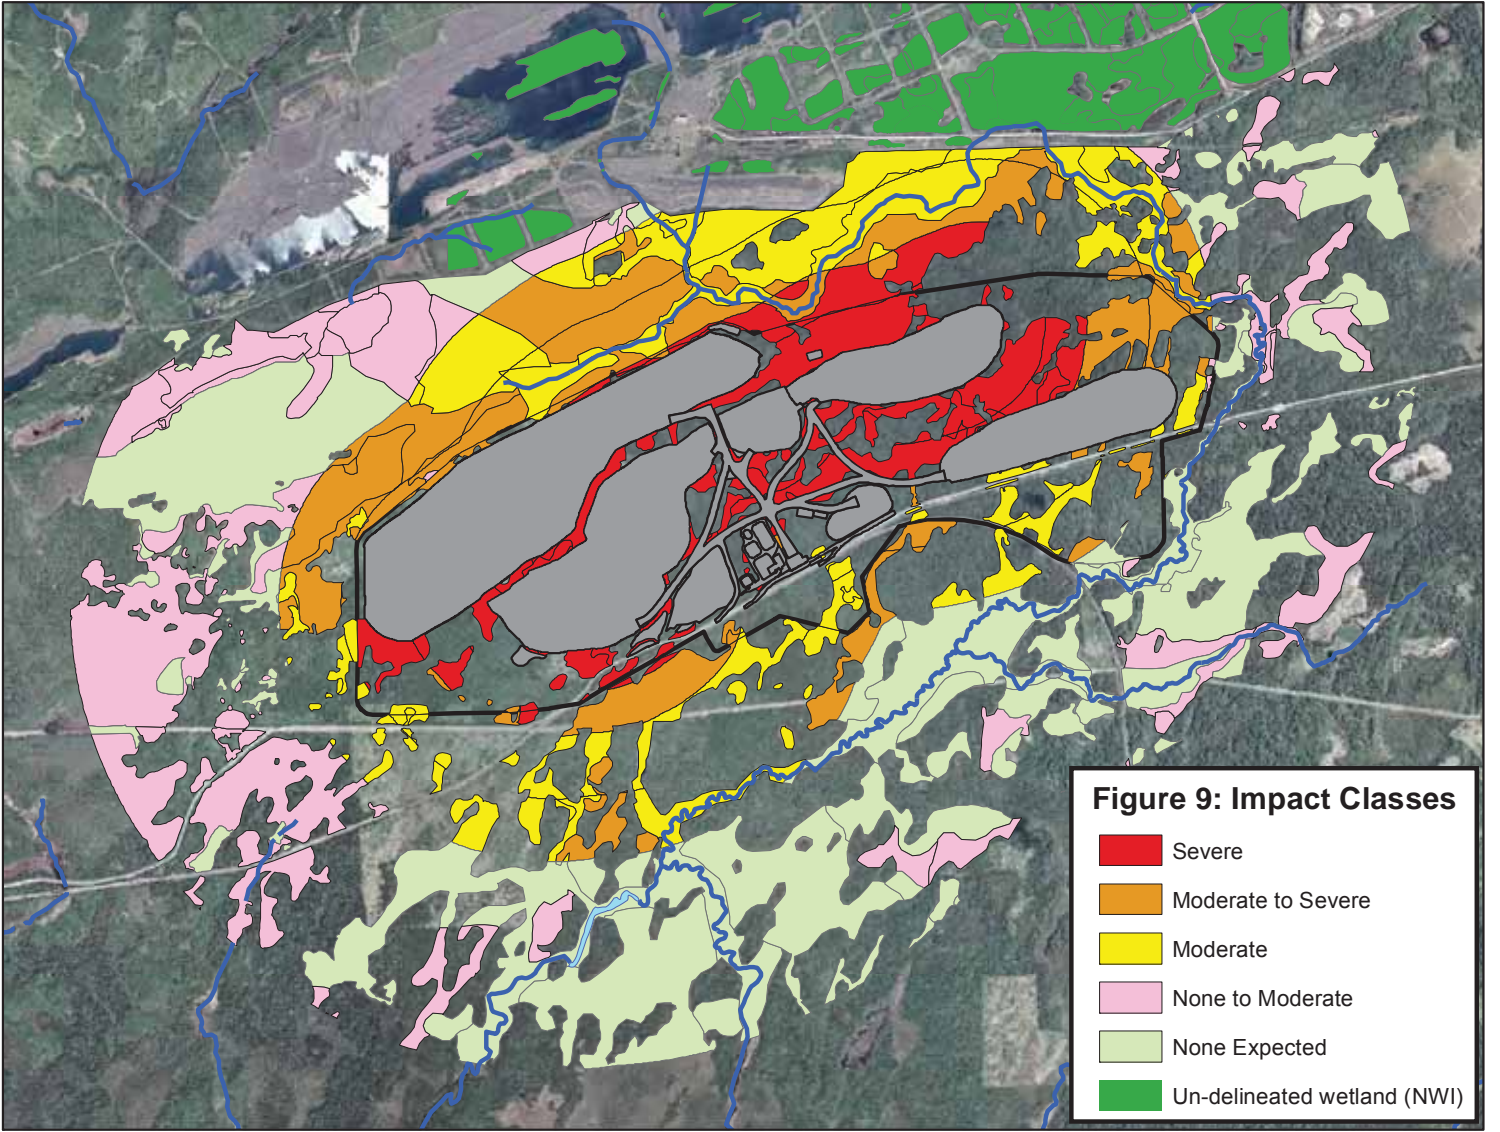 Figure 9: Impact Classes
Severe
Moderate to Severe
Moderate
None to Moderate
None Expected
Un-delineated wetland (NWI)